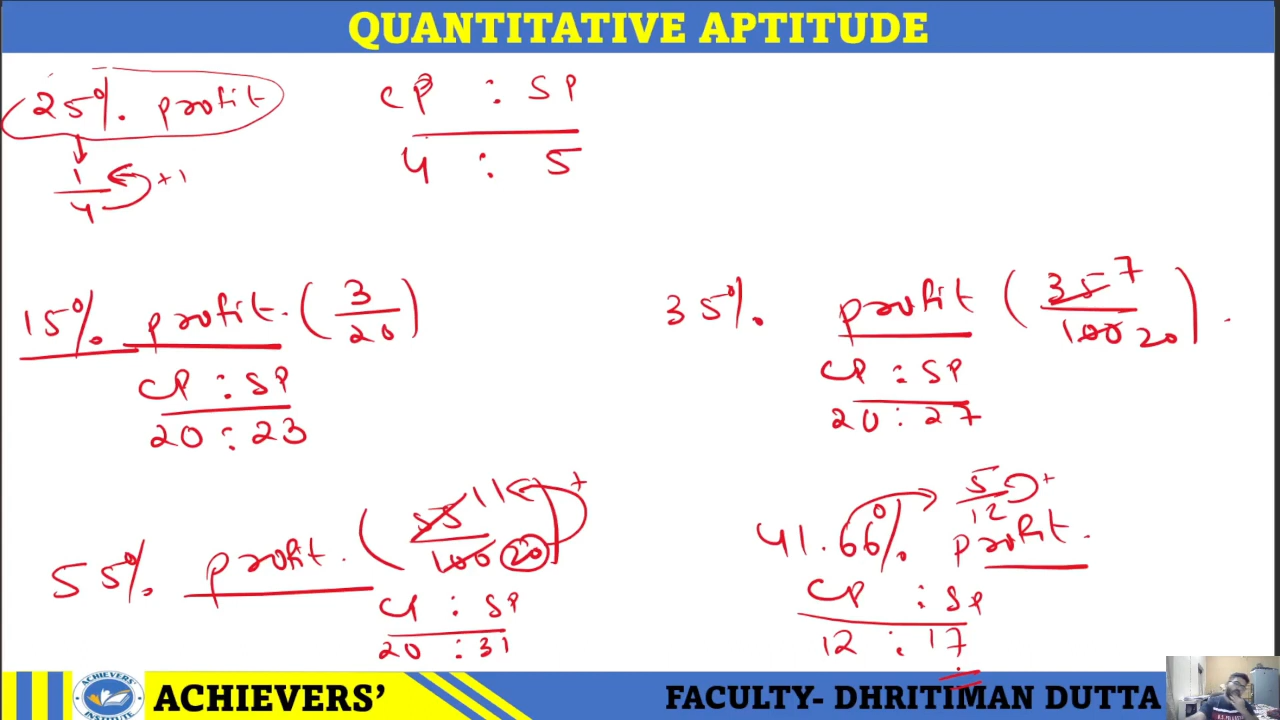 QUANTITATIVE APTITUDE
25% profit
1/4 +1
CP : SP
4 : 5
15% profit. (3/20)
CP : SP
20 : 23
35% profit (35 7/100 20)
CP : SP
20 : 27
55% profit. (55 11/100 20) +
CP : SP
20 : 31
41.66% profit. 5/12 +
CP : SP
12 : 17
ACHIEVERS'
INSTITUTE
ACHIEVERS’
FACULTY- DHRITIMAN DUTTA